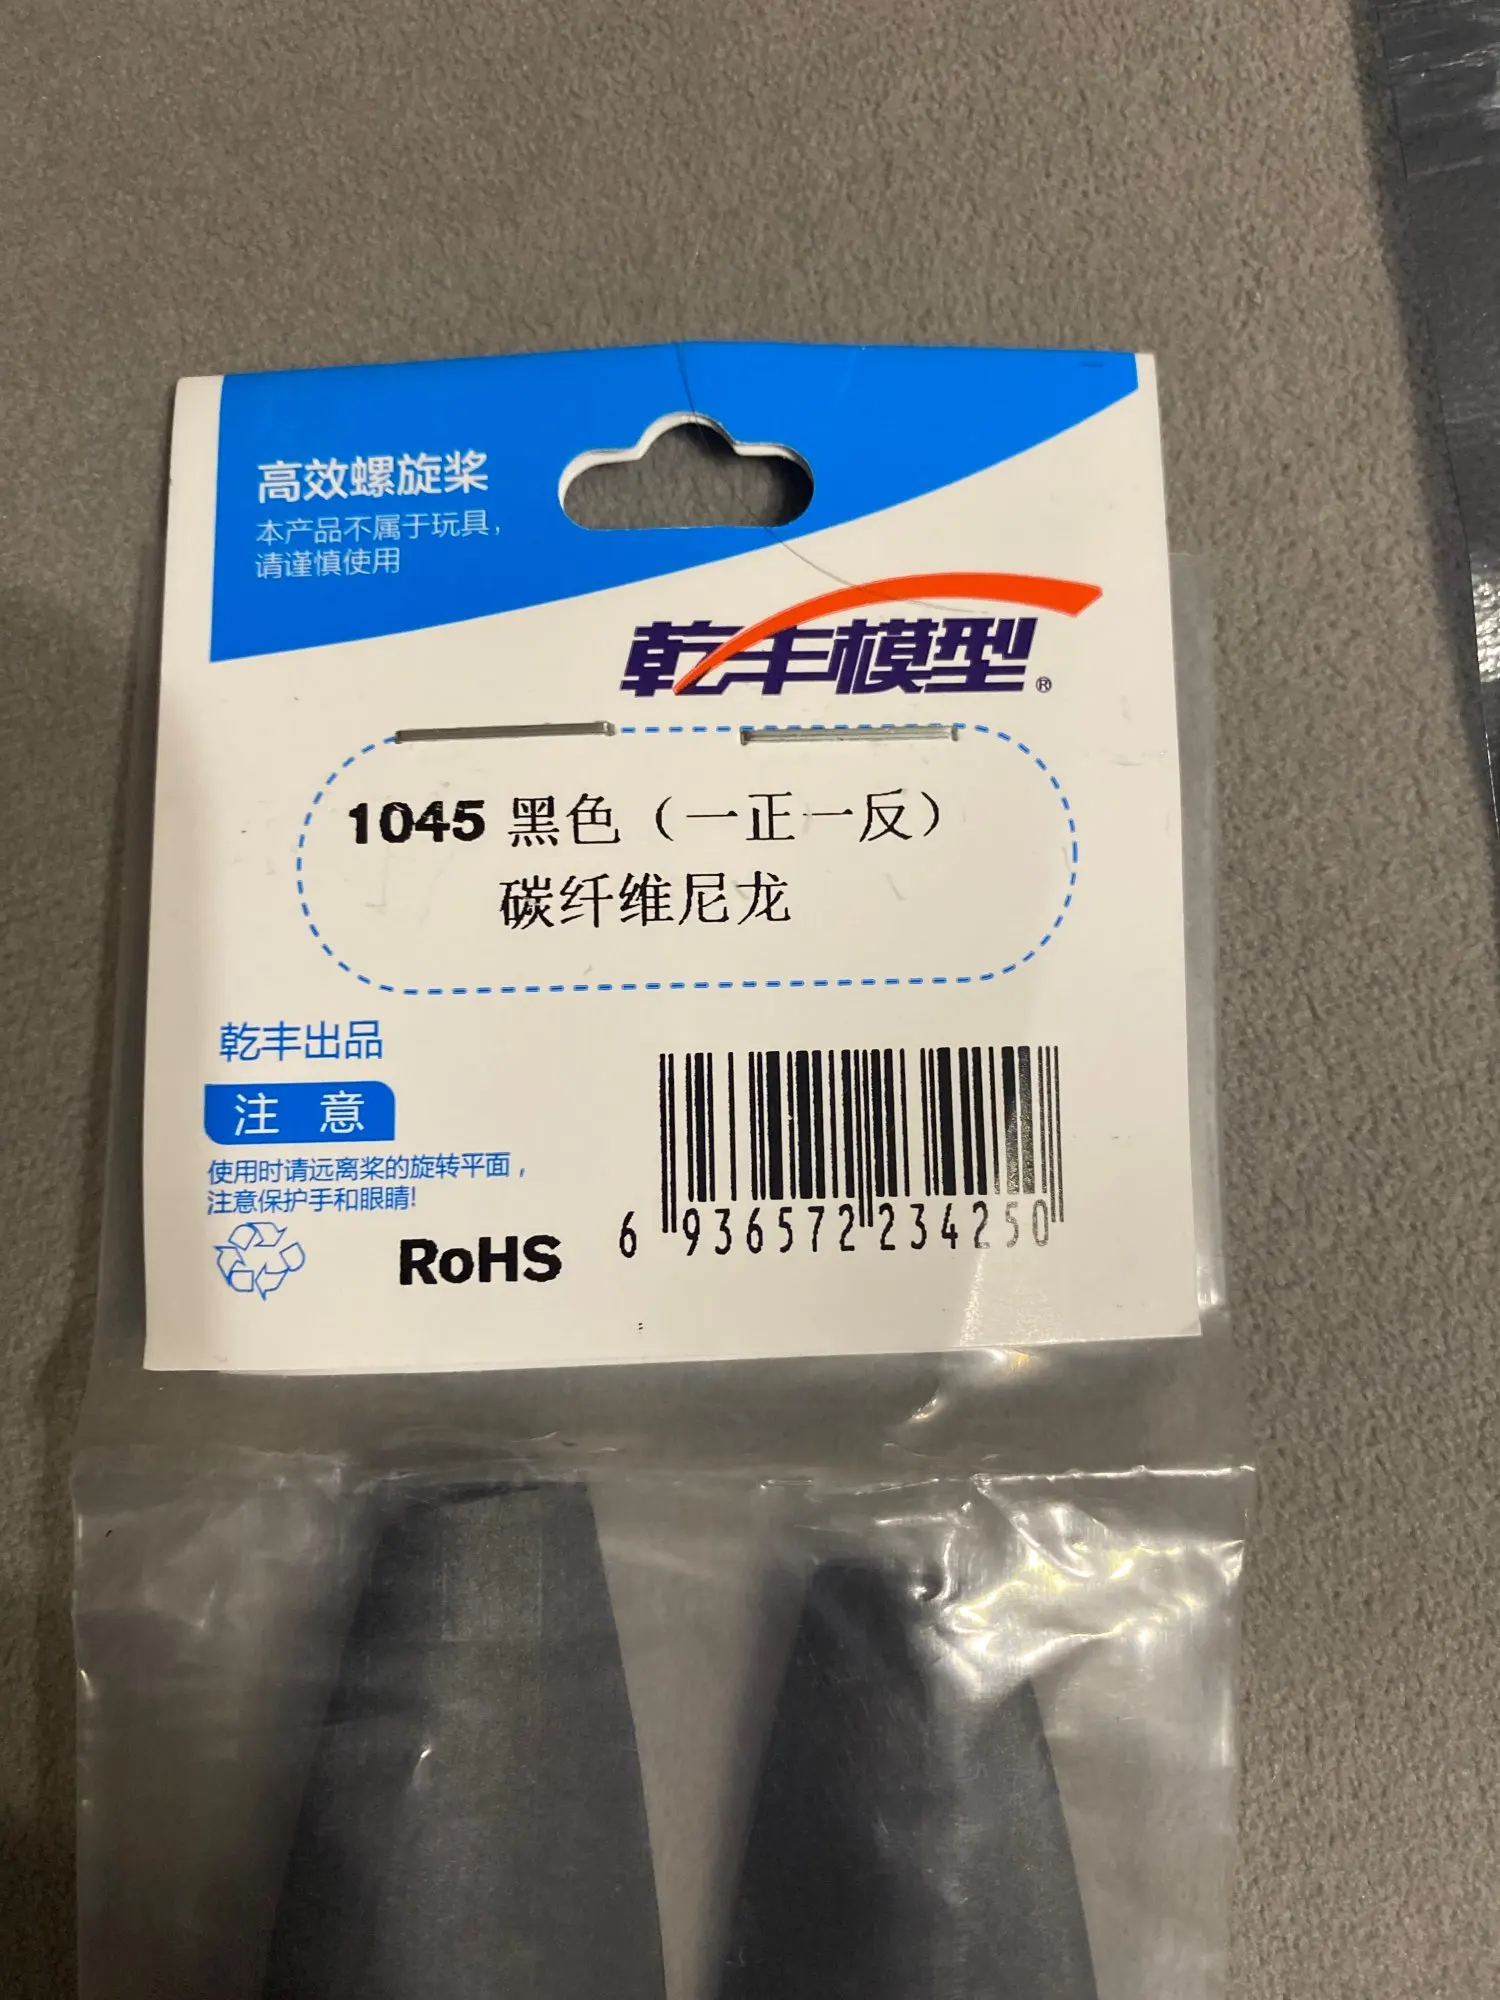 高效螺旋桨
本产品不属于玩具，
请谨慎使用
乾丰模型®
1045 黑色（一正一反）
碳纤维尼龙
乾丰出品
注 意
使用时请远离桨的旋转平面，
注意保护手和眼睛!
RoHS
6 936572 234250